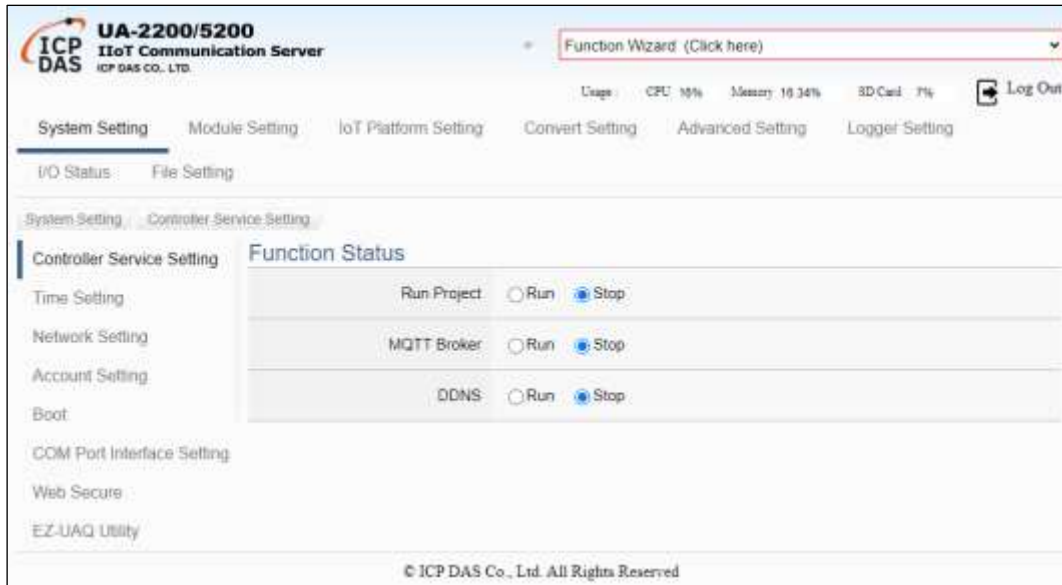 ICP DAS
UA-2200/5200
IIoT Communication Server
ICP DAS CO., LTD.
Function Wizard (Click here)
Usage : CPU 16% Memory 16.34% SD Card 7% Log Out
System Setting Module Setting IoT Platform Setting Convert Setting Advanced Setting Logger Setting
I/O Status File Setting
System Setting Controller Service Setting
Controller Service Setting
Time Setting
Network Setting
Account Setting
Boot
COM Port Interface Setting
Web Secure
EZ-UAQ Utility
Function Status
Run Project Run Stop
MQTT Broker Run Stop
DDNS Run Stop
© ICP DAS Co., Ltd. All Rights Reserved